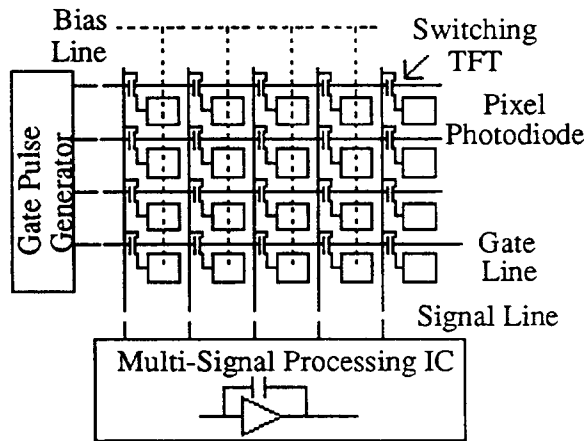 Bias
Line
Switching
TFT
Pixel
Photodiode
Gate Pulse
Generator
Gate
Line
Signal Line
Multi-Signal Processing IC